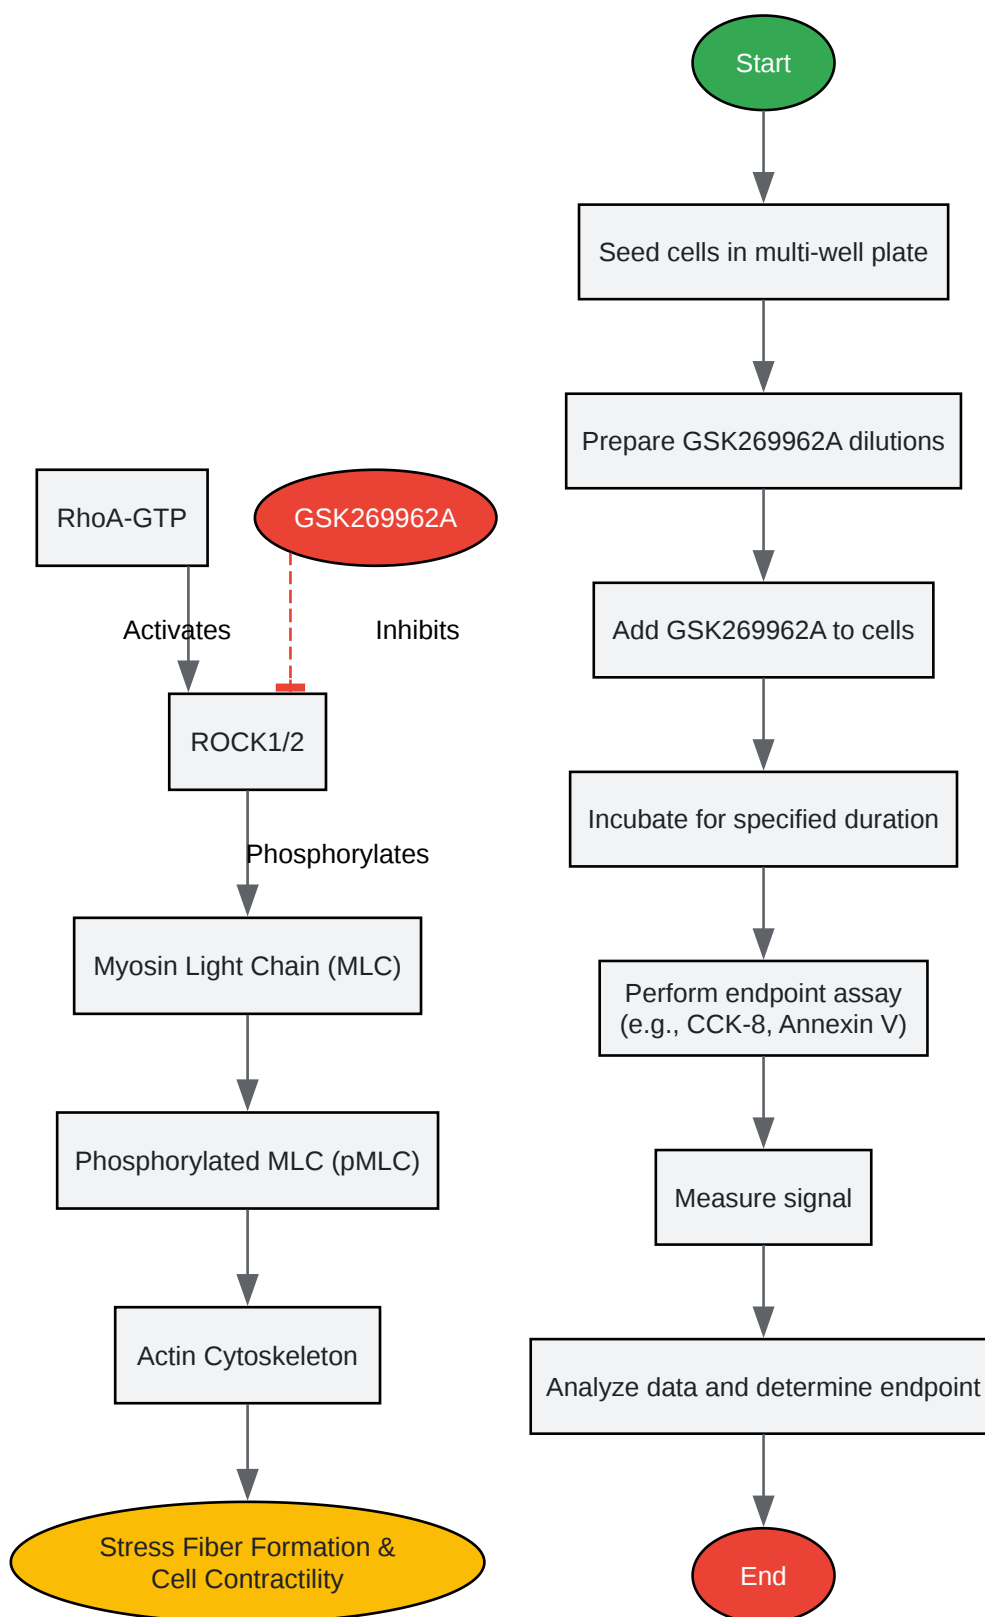 RhoA-GTP
GSK269962A
Activates
Inhibits
ROCK1/2
Phosphorylates
Myosin Light Chain (MLC)
Phosphorylated MLC (pMLC)
Actin Cytoskeleton
Stress Fiber Formation &
Cell Contractility
Start
Seed cells in multi-well plate
Prepare GSK269962A dilutions
Add GSK269962A to cells
Incubate for specified duration
Perform endpoint assay
(e.g., CCK-8, Annexin V)
Measure signal
Analyze data and determine endpoint
End